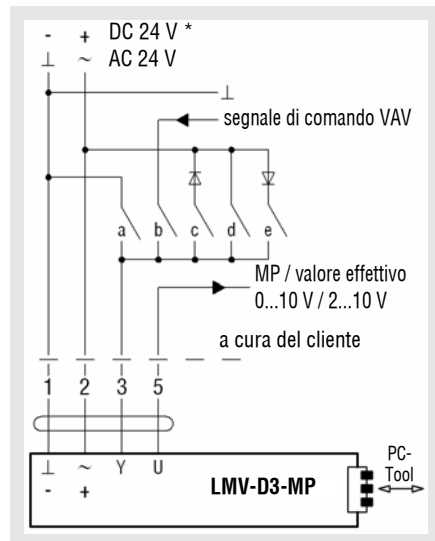 - + DC 24 V *
⊥ ~ AC 24 V
⊥
segnale di comando VAV
a b c d e
MP / valore effettivo
0...10 V / 2...10 V
a cura del cliente
1 2 3 5
⊥ ~ Y U
- +
LMV-D3-MP
PC-
Tool